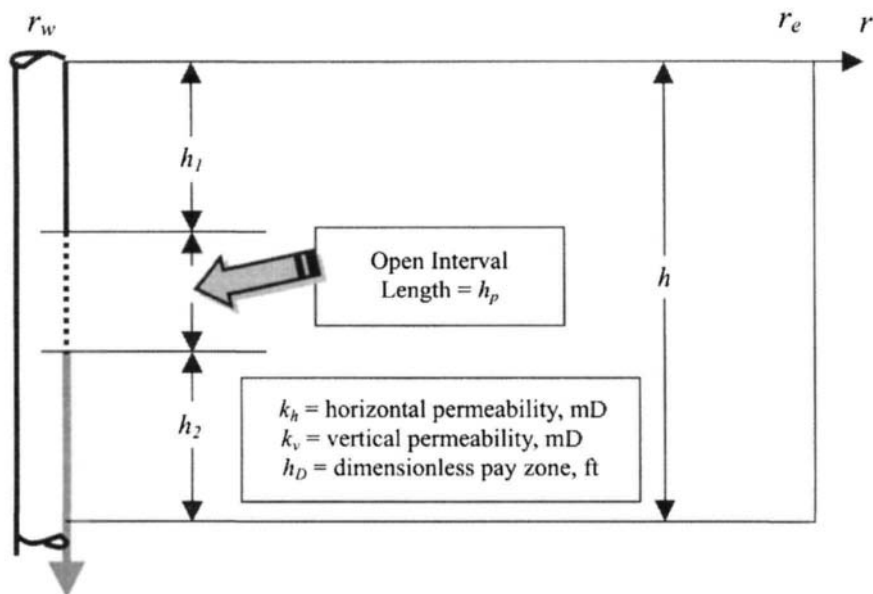 r_w
r_e
r
h_1
Open Interval
Length = h_p
h
h_2
k_h = horizontal permeability, mD
k_v = vertical permeability, mD
h_D = dimensionless pay zone, ft